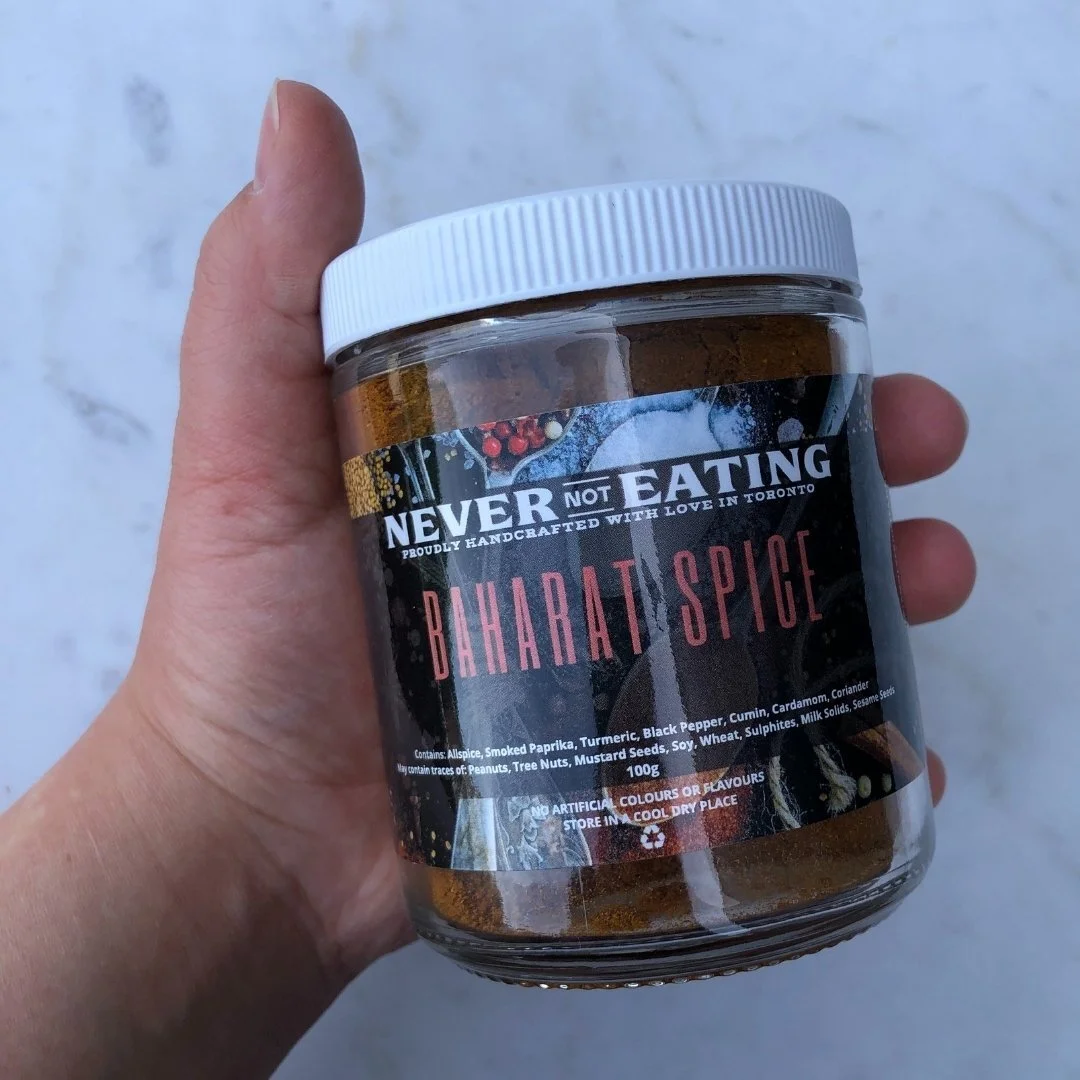 NEVER NOT EATING
PROUDLY HANDCRAFTED WITH LOVE IN TORONTO
BAHARAT SPICE
Contains: Allspice, Smoked Paprika, Turmeric, Black Pepper, Cumin, Cardamom, Coriander
May contain traces of: Peanuts, Tree Nuts, Mustard Seeds, Soy, Wheat, Sulphites, Milk Solids, Sesame Seeds
100g
NO ARTIFICIAL COLOURS OR FLAVOURS
STORE IN A COOL DRY PLACE